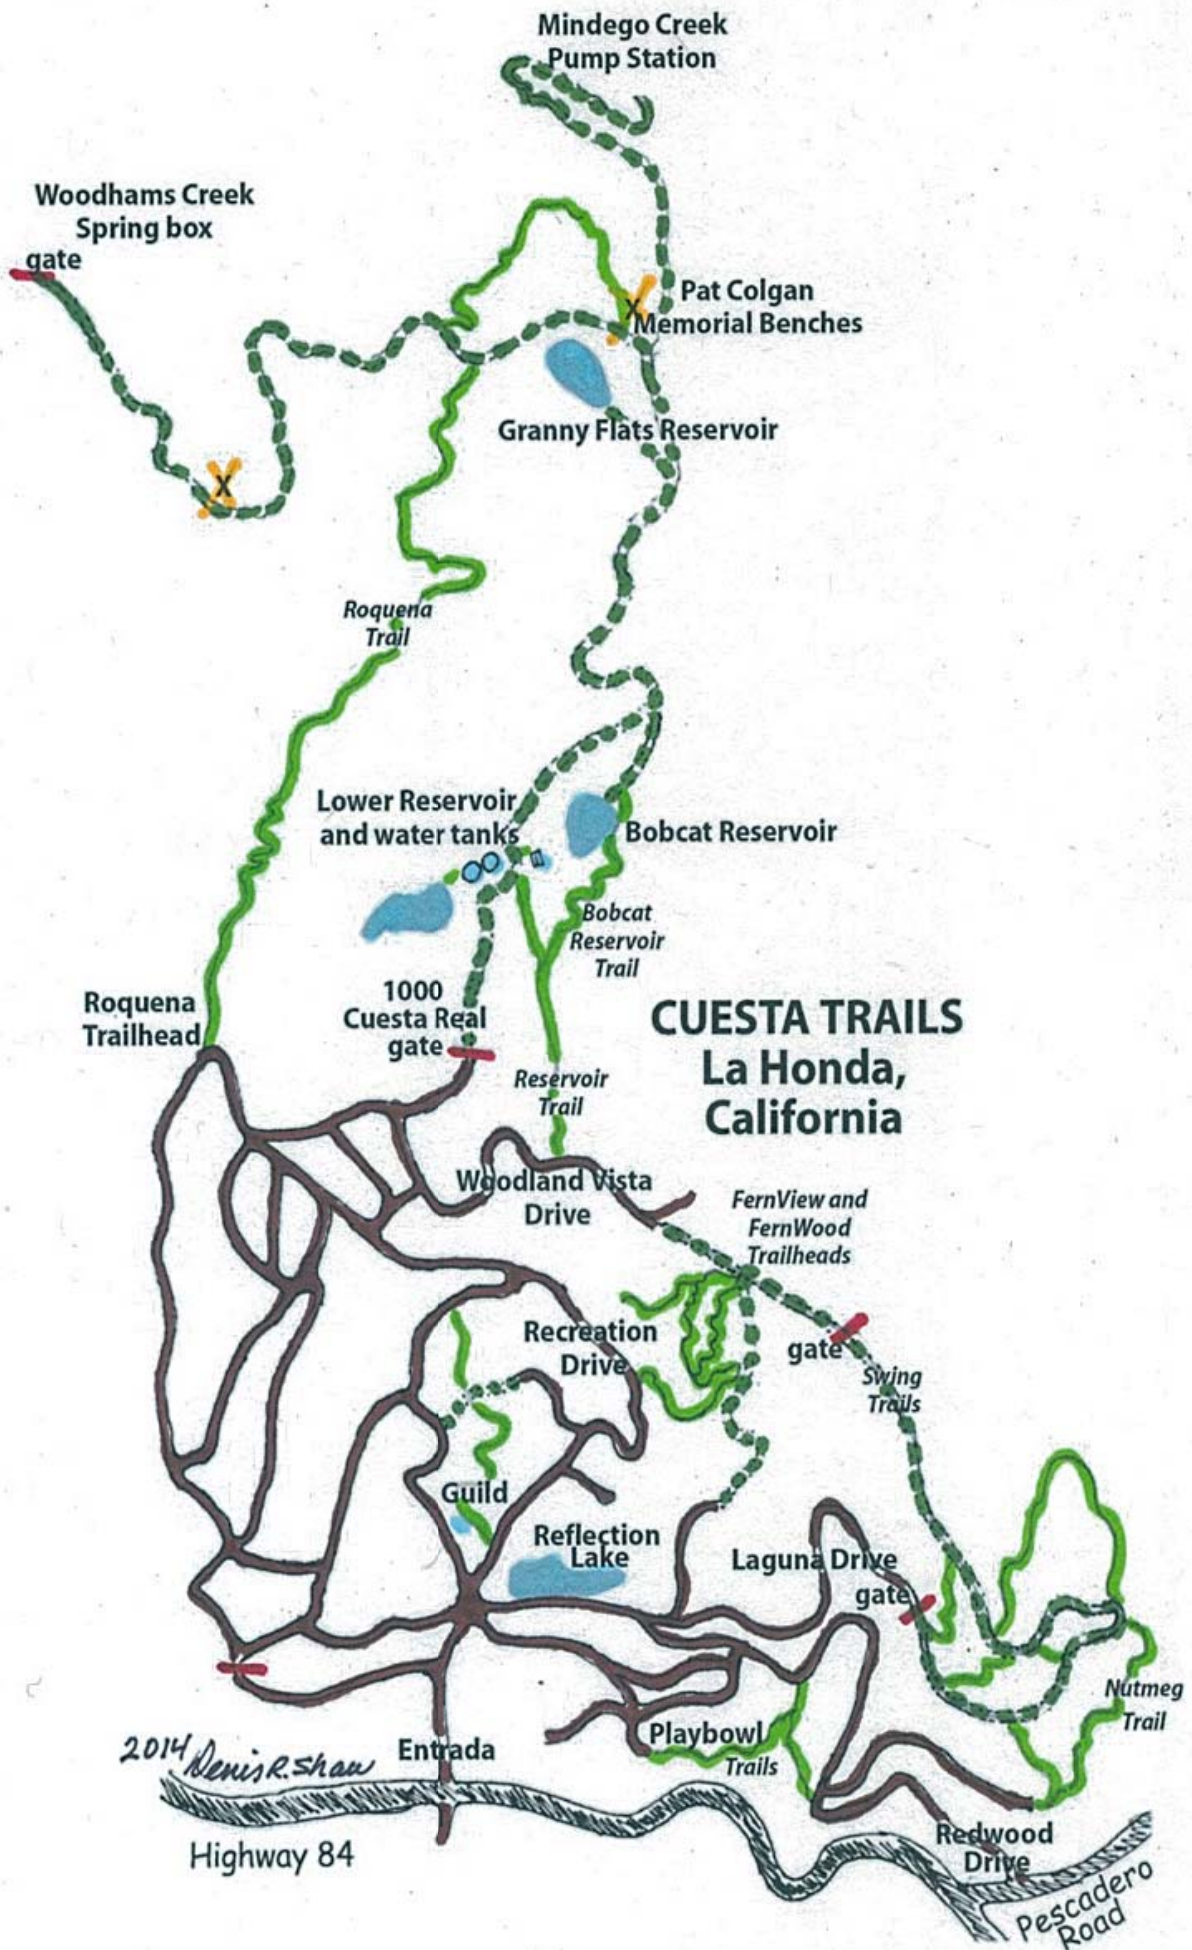 Mindego Creek
Pump Station
Woodhams Creek
Spring box
gate
X
Pat Colgan
Memorial Benches
Granny Flats Reservoir
X
Roquena
Trail
Lower Reservoir
and water tanks
Bobcat Reservoir
Bobcat
Reservoir
Trail
Roquena
Trailhead
1000
Cuesta Real
gate
CUESTA TRAILS
La Honda,
California
Reservoir
Trail
Woodland Vista
Drive
FernView and
FernWood
Trailheads
Recreation
Drive
gate
Swing
Trails
Guild
Reflection
Lake
Laguna Drive
gate
Nutmeg
Trail
Playbowl
Trails
Entrada
2014 Denis R. Shaw
Highway 84
Redwood
Drive
Pescadero
Road